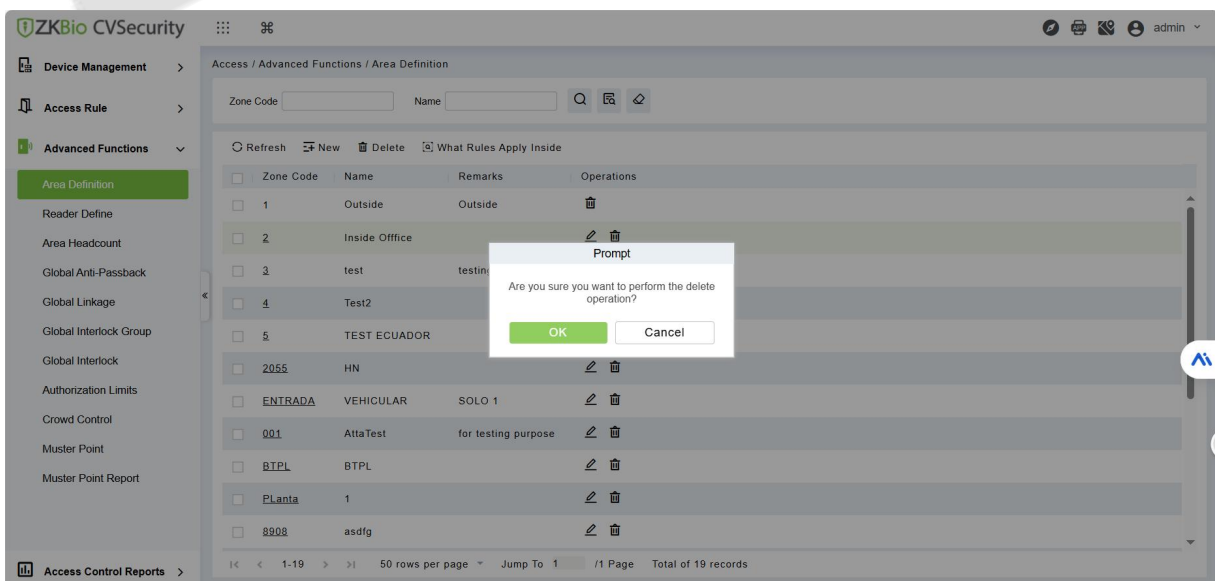 ZKBio CVSecurity
admin
Device Management
Access Rule
Advanced Functions
Area Definition
Reader Define
Area Headcount
Global Anti-Passback
Global Linkage
Global Interlock Group
Global Interlock
Authorization Limits
Crowd Control
Muster Point
Muster Point Report
Access Control Reports
Access / Advanced Functions / Area Definition
Zone Code Name
Refresh New Delete What Rules Apply Inside
Zone Code Name Remarks Operations
1 Outside Outside
2 Inside Offfice
3 test
4 Test2
5 TEST ECUADOR
2055 HN
ENTRADA VEHICULAR SOLO 1
001 AttaTest for testing purpose
BTPL BTPL
PLanta 1
8908 asdfg
1-19 50 rows per page Jump To 1 /1 Page Total of 19 records
Prompt
Are you sure you want to perform the delete
operation?
OK Cancel